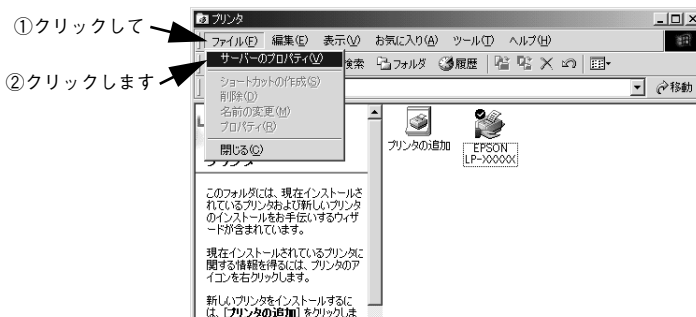 プリンタ
①クリックして
ファイル(F) 編集(E) 表示(V) お気に入り(A) ツール(T) ヘルプ(H)
②クリックします
サーバーのプロパティ(V)
検索 フォルダ 履歴
ショートカットの作成(S)
削除(D)
名前の変更(M)
プロパティ(R)
閉じる(C)
移動
プリンタの追加
EPSON
LP-XXXXX
プリンタ
このフォルダには、現在インストールさ
れているプリンタおよび新しいプリンタ
のインストールをお手伝いするウィザ
ードが含まれています。
現在インストールされているプリンタに
関する情報を得るには、プリンタのア
イコンを右クリックします。
新しいプリンタをインストールするに
は、[プリンタの追加] をクリックしま